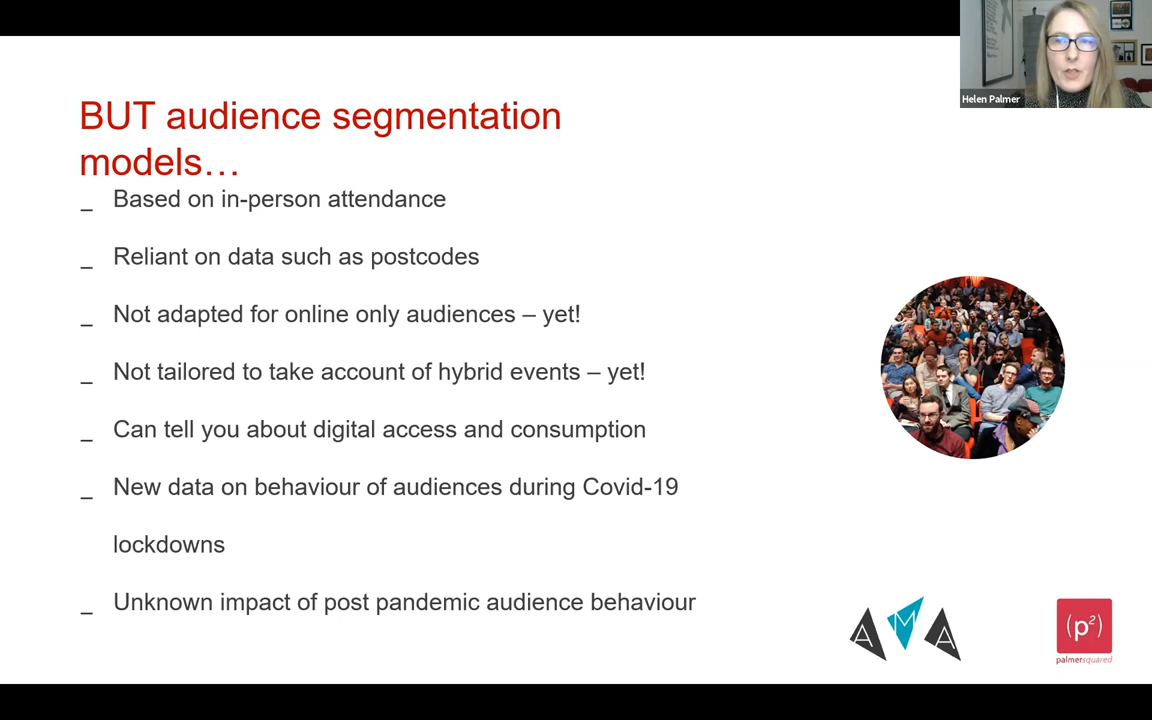 Helen Palmer
BUT audience segmentation
models…
_ Based on in-person attendance
_ Reliant on data such as postcodes
_ Not adapted for online only audiences – yet!
_ Not tailored to take account of hybrid events – yet!
_ Can tell you about digital access and consumption
_ New data on behaviour of audiences during Covid-19
lockdowns
_ Unknown impact of post pandemic audience behaviour
AMA
(p²)
palmersquared